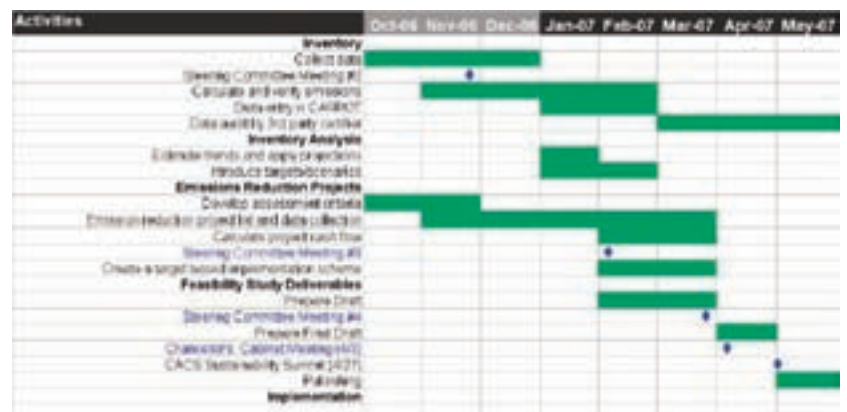 Activities
Oct-06 Nov-06 Dec-06 Jan-07 Feb-07 Mar-07 Apr-07 May-07
Inventory
Collect data
Steering Committee Meeting #2
Calculate and verify emissions
Data entry in CARROT
Data audit by 3rd party certifier
Inventory Analysis
Estimate trends and apply projections
Introduce targets/scenarios
Emissions Reduction Projects
Develop assessment criteria
Emission reduction project list and data collection
Calculate project cash flow
Steering Committee Meeting #3
Create a target based implementation scheme
Feasibility Study Deliverables
Prepare Draft
Steering Committee Meeting #4
Prepare Final Draft
Chancellor's Cabinet Meeting
CACS Sustainability Summit
Publishing
Implementation